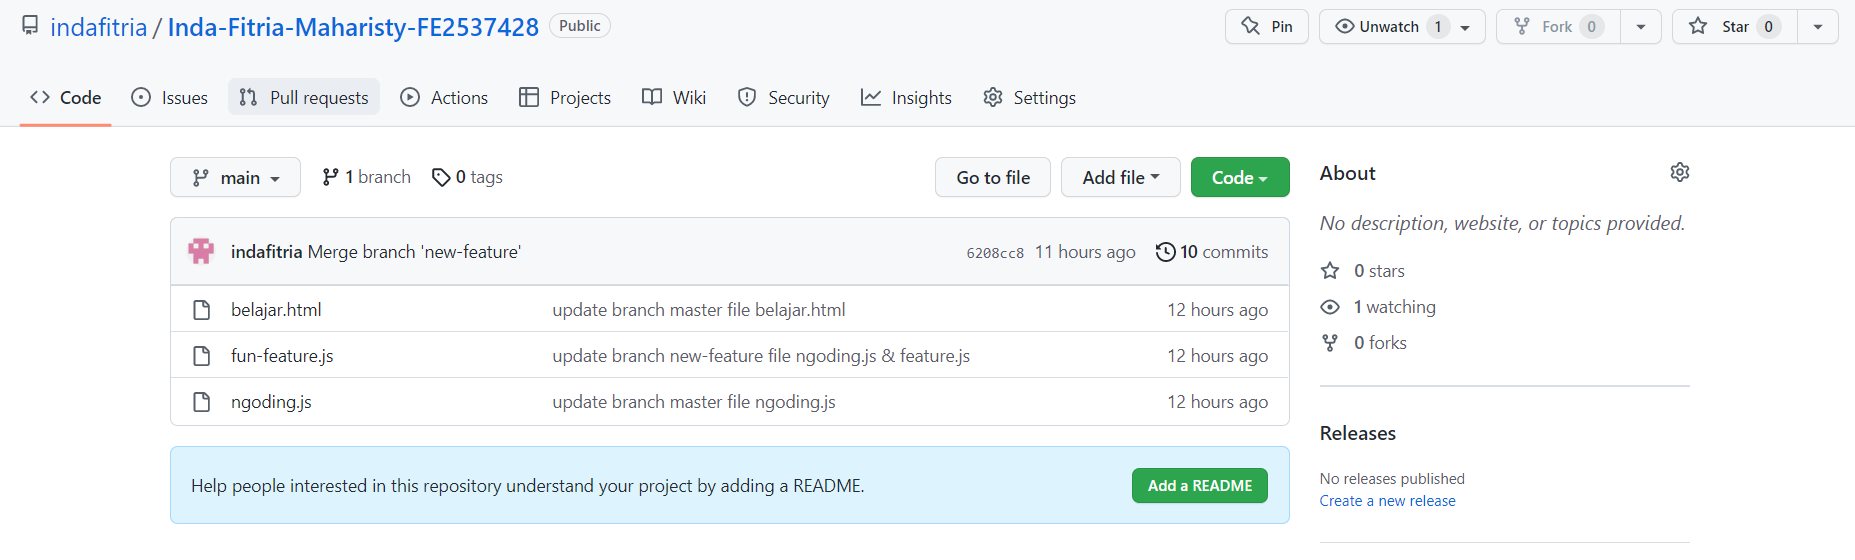 indafitria / Inda-Fitria-Maharisty-FE2537428 Public Pin Unwatch 1 Fork 0 Star 0
Code Issues Pull requests Actions Projects Wiki Security Insights Settings
main 1 branch 0 tags Go to file Add file Code
indafitria Merge branch 'new-feature' 6208cc8 11 hours ago 10 commits
belajar.html update branch master file belajar.html 12 hours ago
fun-feature.js update branch new-feature file ngoding.js & feature.js 12 hours ago
ngoding.js update branch master file ngoding.js 12 hours ago
Help people interested in this repository understand your project by adding a README. Add a README
About
No description, website, or topics provided.
0 stars
1 watching
0 forks
Releases
No releases published
Create a new release